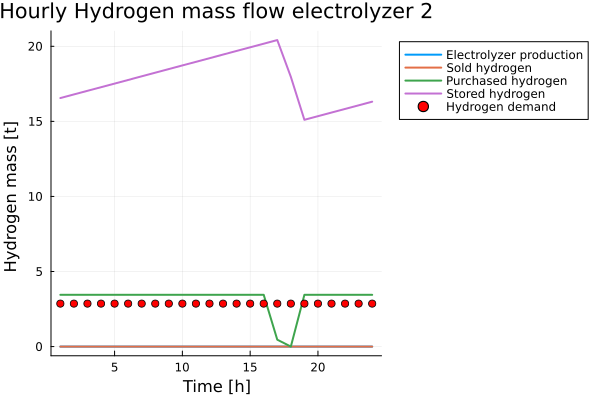 Hourly Hydrogen mass flow electrolyzer 2
Electrolyzer production
Sold hydrogen
Purchased hydrogen
Stored hydrogen
Hydrogen demand
Hydrogen mass [t]
20
15
10
5
0
5 10 15 20
Time [h]